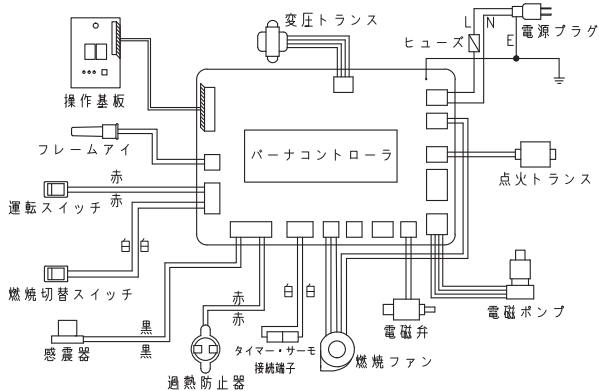 変圧トランス
L
N
電源プラグ
ヒューズ
E
操作基板
フレームアイ
バーナコントローラ
点火トランス
赤
赤
運転スイッチ
白
白
燃焼切替スイッチ
赤
赤
白
白
電磁ポンプ
黒
黒
感震器
過熱防止器
タイマー・サーモ
接続端子
燃焼ファン
電磁弁